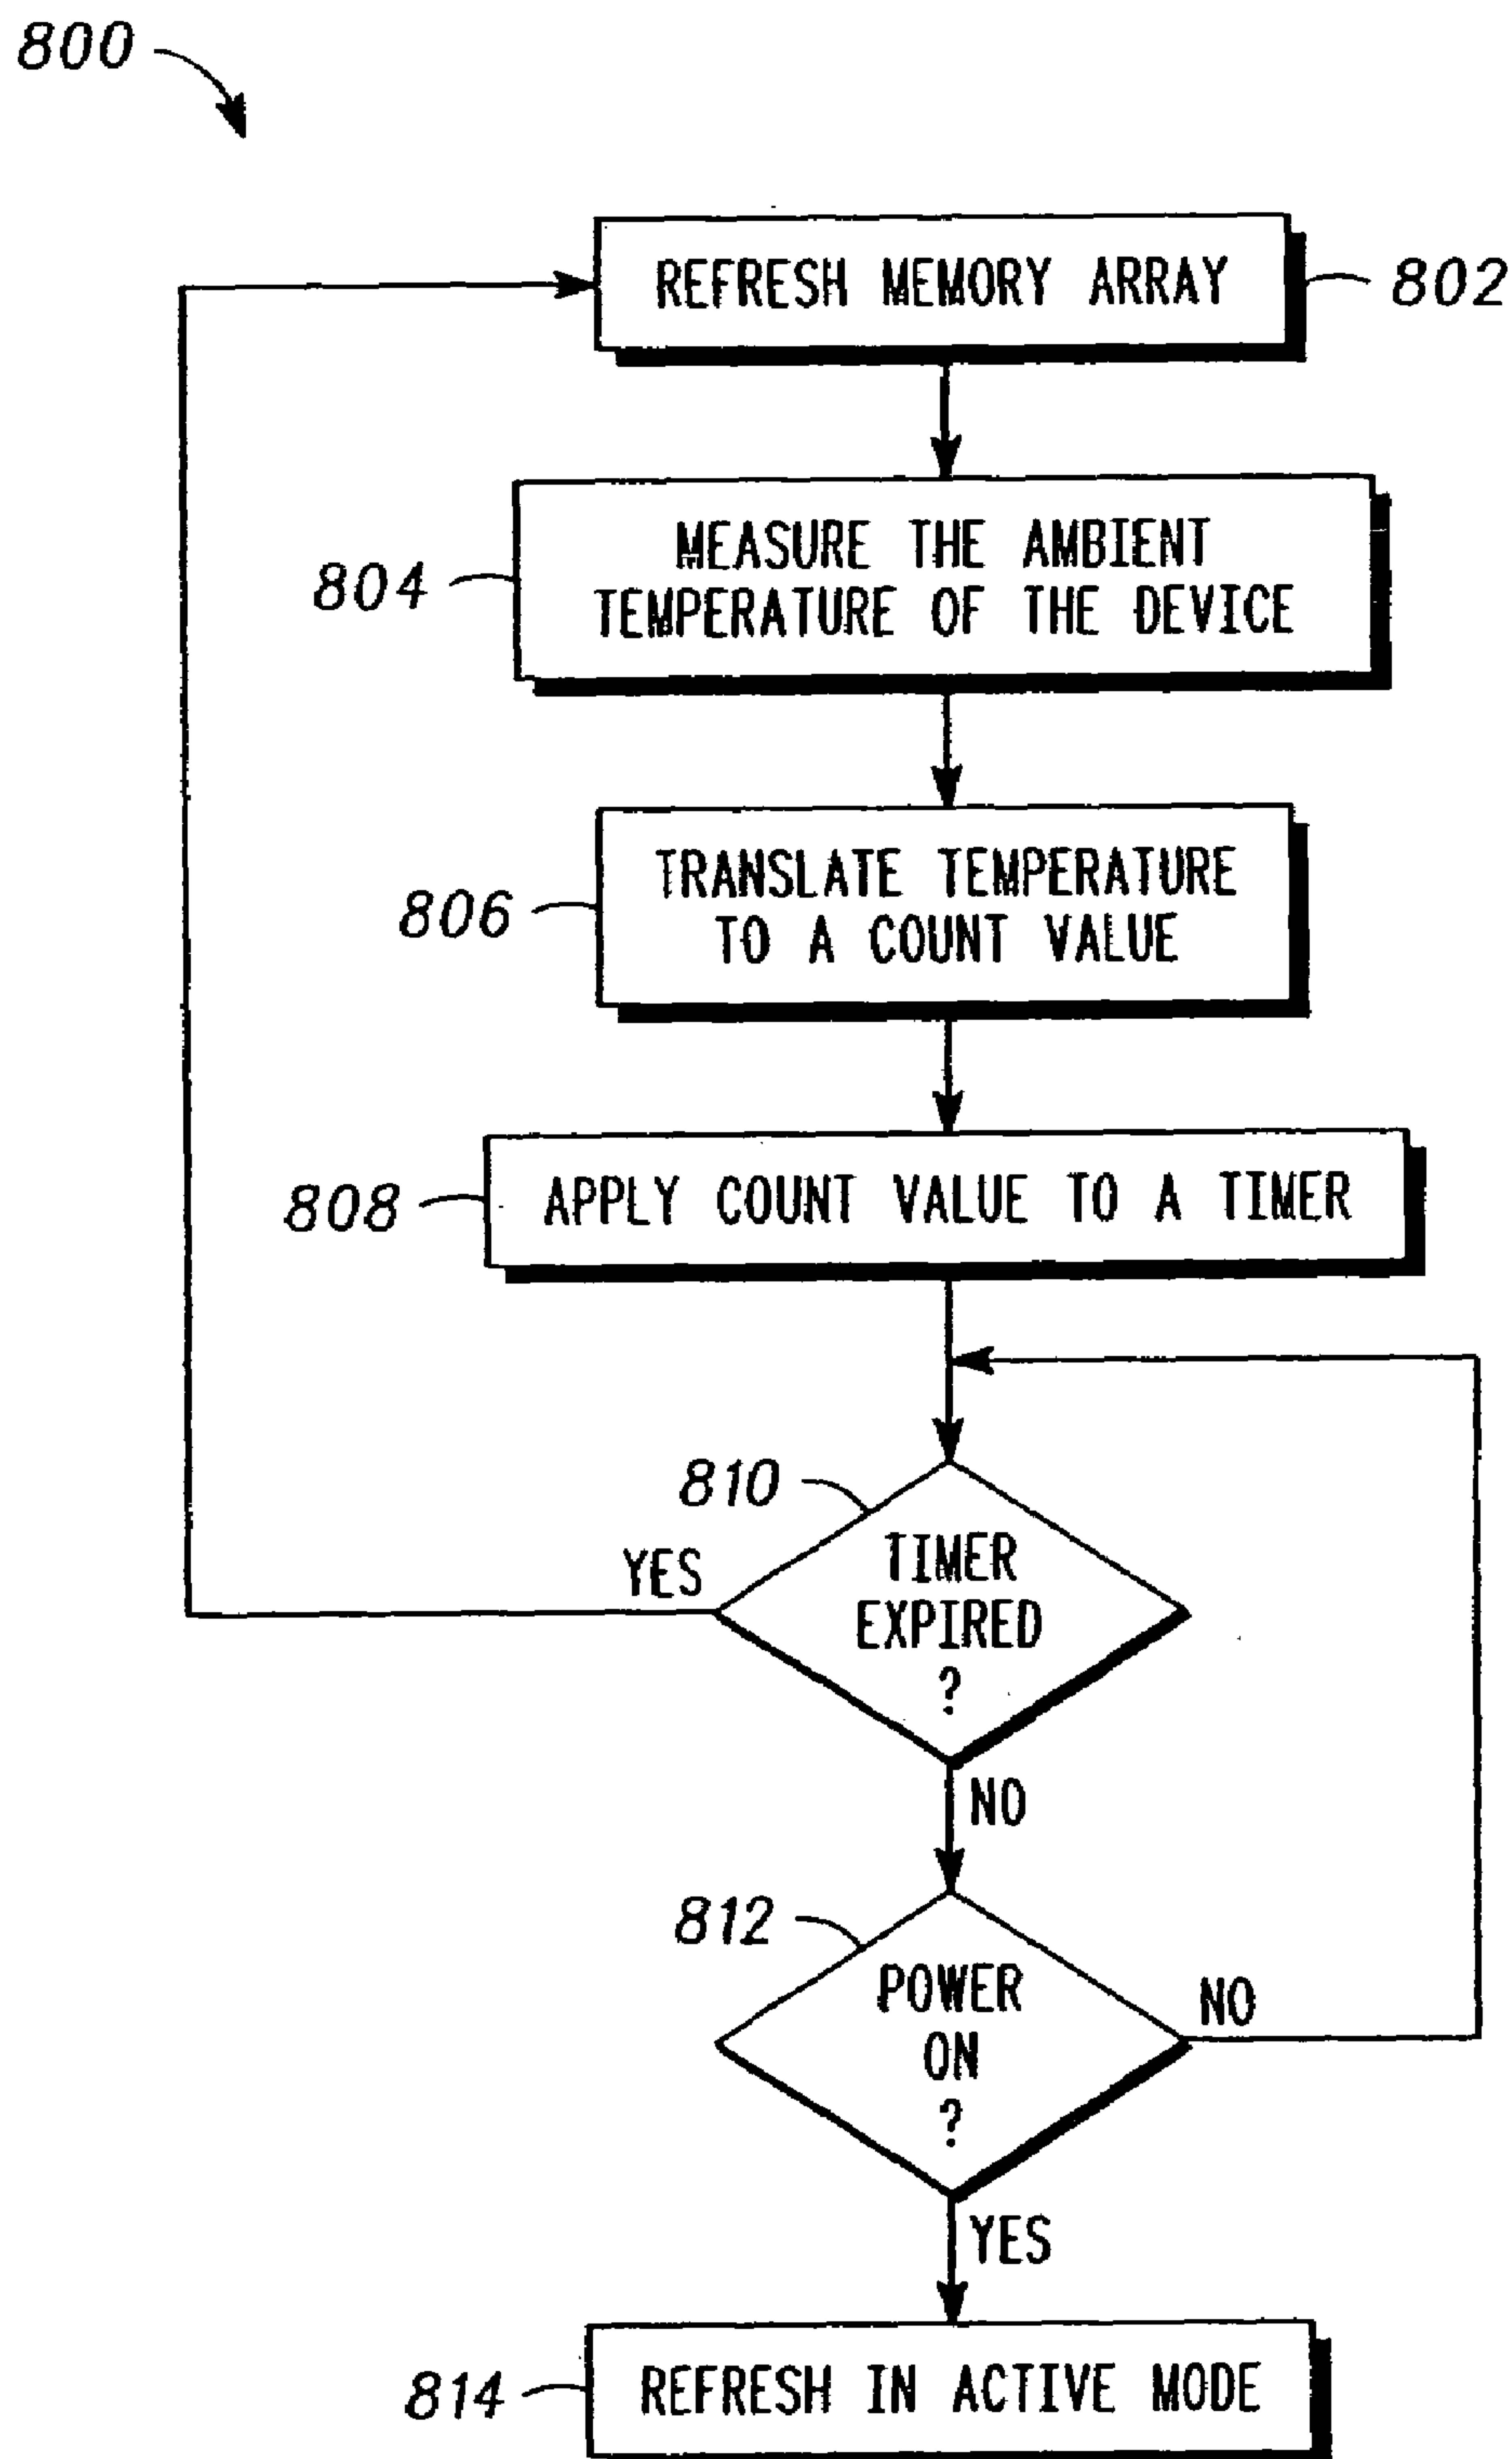 800
REFRESH MEMORY ARRAY
802
MEASURE THE AMBIENT
TEMPERATURE OF THE DEVICE
804
TRANSLATE TEMPERATURE
TO A COUNT VALUE
806
APPLY COUNT VALUE TO A TIMER
808
810
TIMER
EXPIRED
?
YES
NO
812
POWER
ON
?
NO
YES
REFRESH IN ACTIVE MODE
814